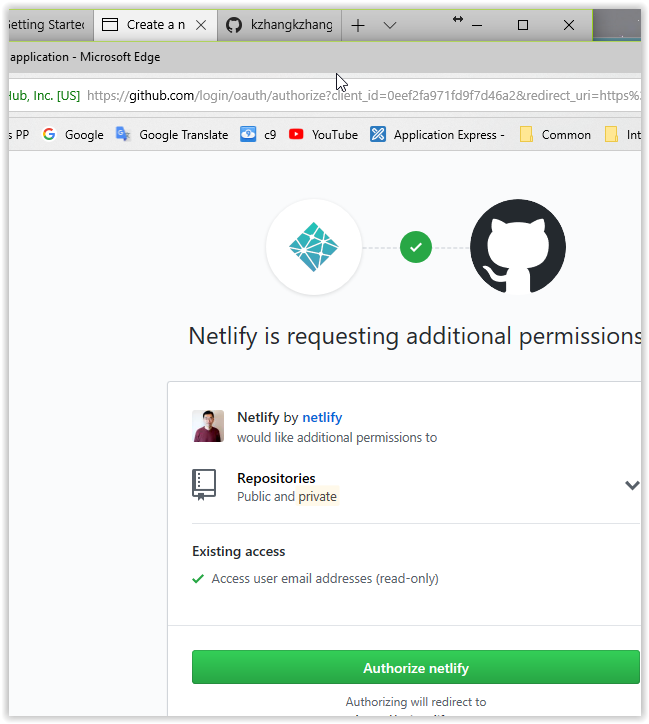 Getting Started
Create a n
kzhangkzhang
application - Microsoft Edge
Hub, Inc. [US] https://github.com/login/oauth/authorize?client_id=0eef2fa971fd9f7d46a2&redirect_uri=https%
s PP Google Google Translate c9 YouTube Application Express - Common Int
Netlify is requesting additional permissions
Netlify by netlify
would like additional permissions to
Repositories
Public and private
Existing access
Access user email addresses (read-only)
Authorize netlify
Authorizing will redirect to